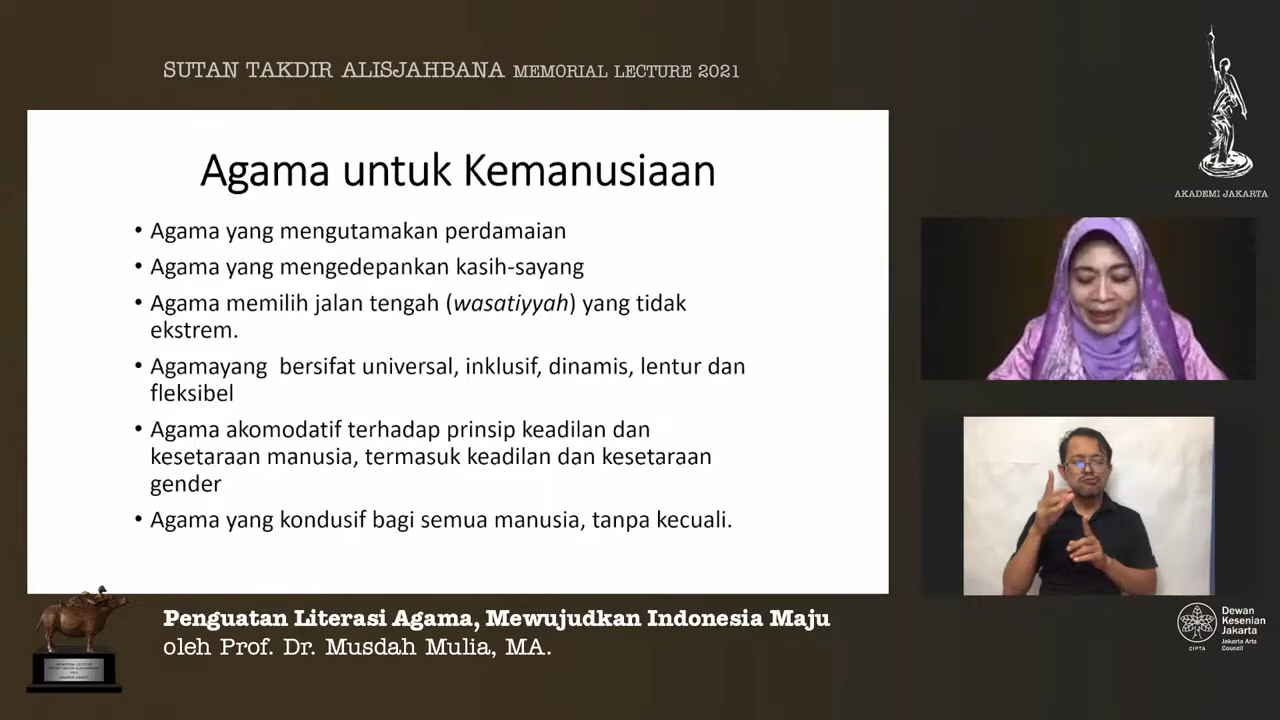 SUTAN TAKDIR ALISJAHBANA MEMORIAL LECTURE 2021
AKADEMI JAKARTA
Agama untuk Kemanusiaan
• Agama yang mengutamakan perdamaian
• Agama yang mengedepankan kasih-sayang
• Agama memilih jalan tengah (wasatiyyah) yang tidak
ekstrem.
• Agamayang  bersifat universal, inklusif, dinamis, lentur dan
fleksibel
• Agama akomodatif terhadap prinsip keadilan dan
kesetaraan manusia, termasuk keadilan dan kesetaraan
gender
• Agama yang kondusif bagi semua manusia, tanpa kecuali.
Penguatan Literasi Agama, Mewujudkan Indonesia Maju
oleh Prof. Dr. Musdah Mulia, MA.
CIPTA
Dewan
Kesenian
Jakarta
Jakarta Arts
Council